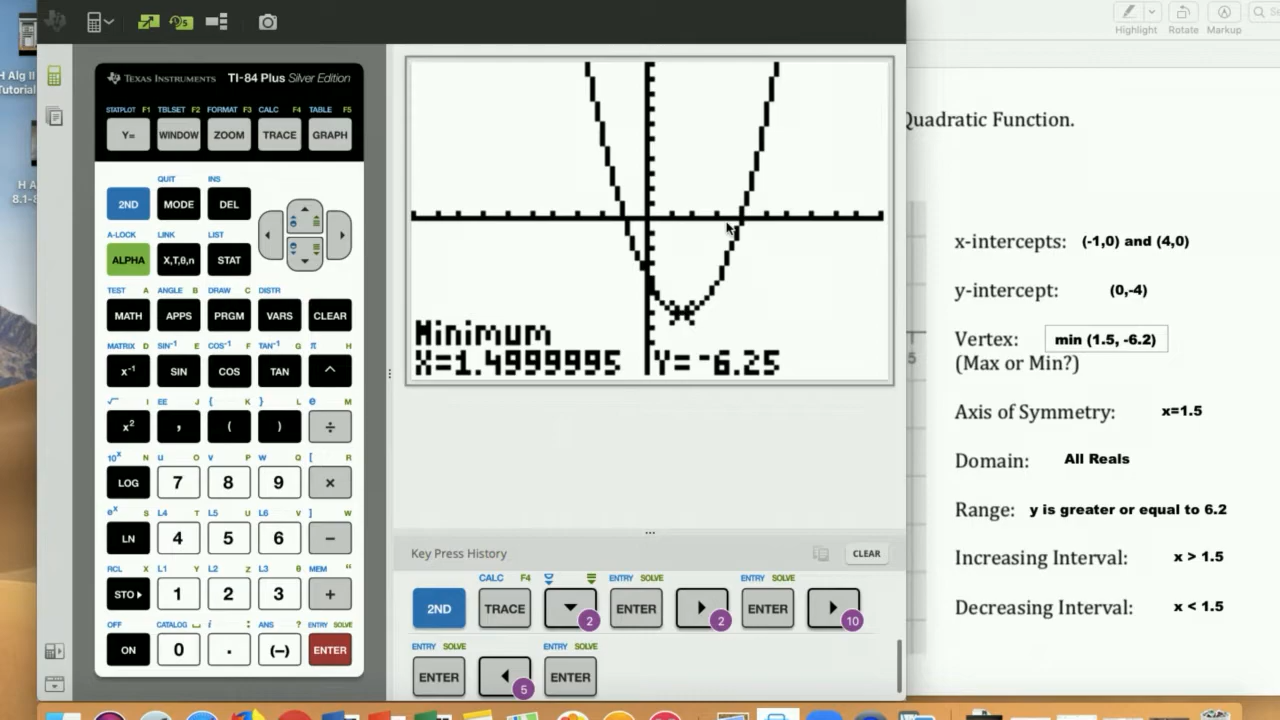 Highlight Rotate Markup
H Alg II
Tutorial
H A
8.1-8
TEXAS INSTRUMENTS TI-84 Plus Silver Edition
STATPLOT F1 TBLSET F2 FORMAT F3 CALC F4 TABLE F5
Y= WINDOW ZOOM TRACE GRAPH
QUIT INS
2ND MODE DEL
A-LOCK LINK LIST
ALPHA X,T,θ,n STAT
TEST A ANGLE B DRAW C DISTR
MATH APPS PRGM VARS CLEAR
MATRIX D SIN⁻¹ E COS⁻¹ F TAN⁻¹ G π H
x⁻¹ SIN COS TAN ^
√ I EE J { K } L e M
x² , ( ) ÷
10ˣ N u O v P w Q [ R
LOG 7 8 9 ×
eˣ S L4 T L5 U L6 V ] W
LN 4 5 6 −
RCL X L1 Y L2 Z L3 θ MEM “
STO▸ 1 2 3 +
OFF CATALOG ⎵ i : ANS ? ENTRY SOLVE
ON 0 . (−) ENTER
Minimum
X=1.4999995 Y=-6.25
Key Press History CLEAR
CALC F4 ENTRY SOLVE ENTRY SOLVE
2ND TRACE 2 ENTER 2 ENTER 10
ENTRY SOLVE ENTRY SOLVE
ENTER 5 ENTER
Quadratic Function.
5
x-intercepts: (-1,0) and (4,0)
y-intercept: (0,-4)
Vertex: min (1.5, -6.2)
(Max or Min?)
Axis of Symmetry: x=1.5
Domain: All Reals
Range: y is greater or equal to 6.2
Increasing Interval: x > 1.5
Decreasing Interval: x < 1.5